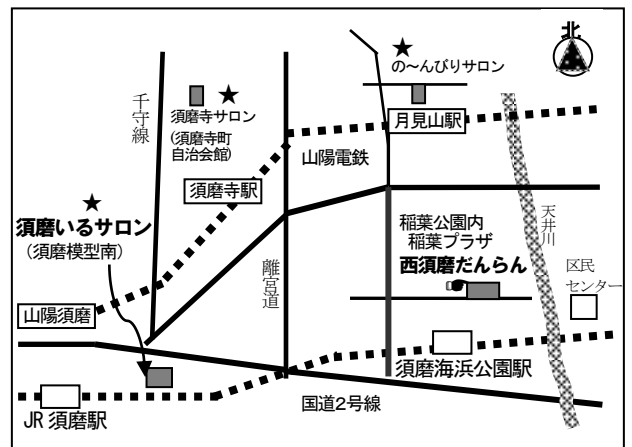 北
の〜んびりサロン
千守線
須磨寺サロン
(須磨寺町
自治会館)
月見山駅
山陽電鉄
須磨寺駅
須磨いるサロン
(須磨模型南)
稲葉公園内
稲葉プラザ
西須磨だんらん
天井川
区民
センター
離宮道
山陽須磨
須磨海浜公園駅
国道2号線
JR 須磨駅